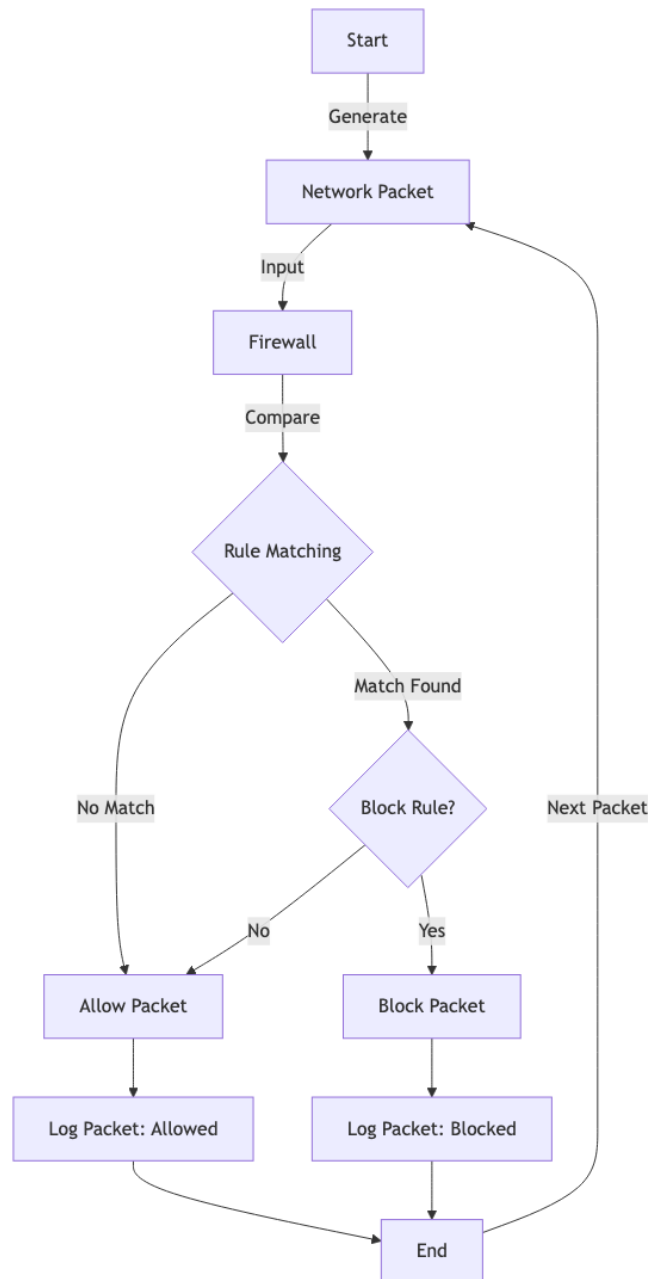 Start
Generate
Network Packet
Input
Firewall
Compare
Rule Matching
Match Found
No Match
Block Rule?
Next Packet
No
Yes
Allow Packet
Block Packet
Log Packet: Allowed
Log Packet: Blocked
End